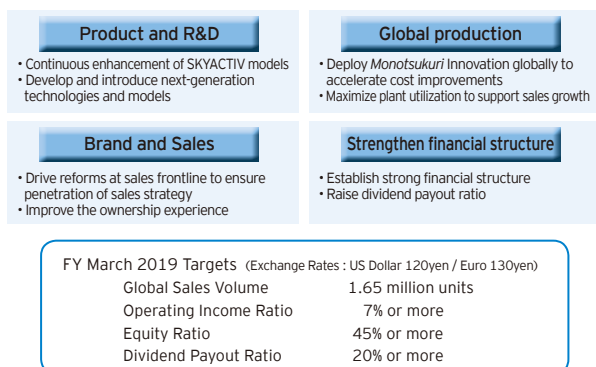 Product and R&D
• Continuous enhancement of SKYACTIV models
• Develop and introduce next-generation
technologies and models
Global production
• Deploy Monotsukuri Innovation globally to
accelerate cost improvements
• Maximize plant utilization to support sales growth
Brand and Sales
• Drive reforms at sales frontline to ensure
penetration of sales strategy
• Improve the ownership experience
Strengthen financial structure
• Establish strong financial structure
• Raise dividend payout ratio
FY March 2019 Targets (Exchange Rates : US Dollar 120yen / Euro 130yen)
Global Sales Volume 1.65 million units
Operating Income Ratio 7% or more
Equity Ratio 45% or more
Dividend Payout Ratio 20% or more